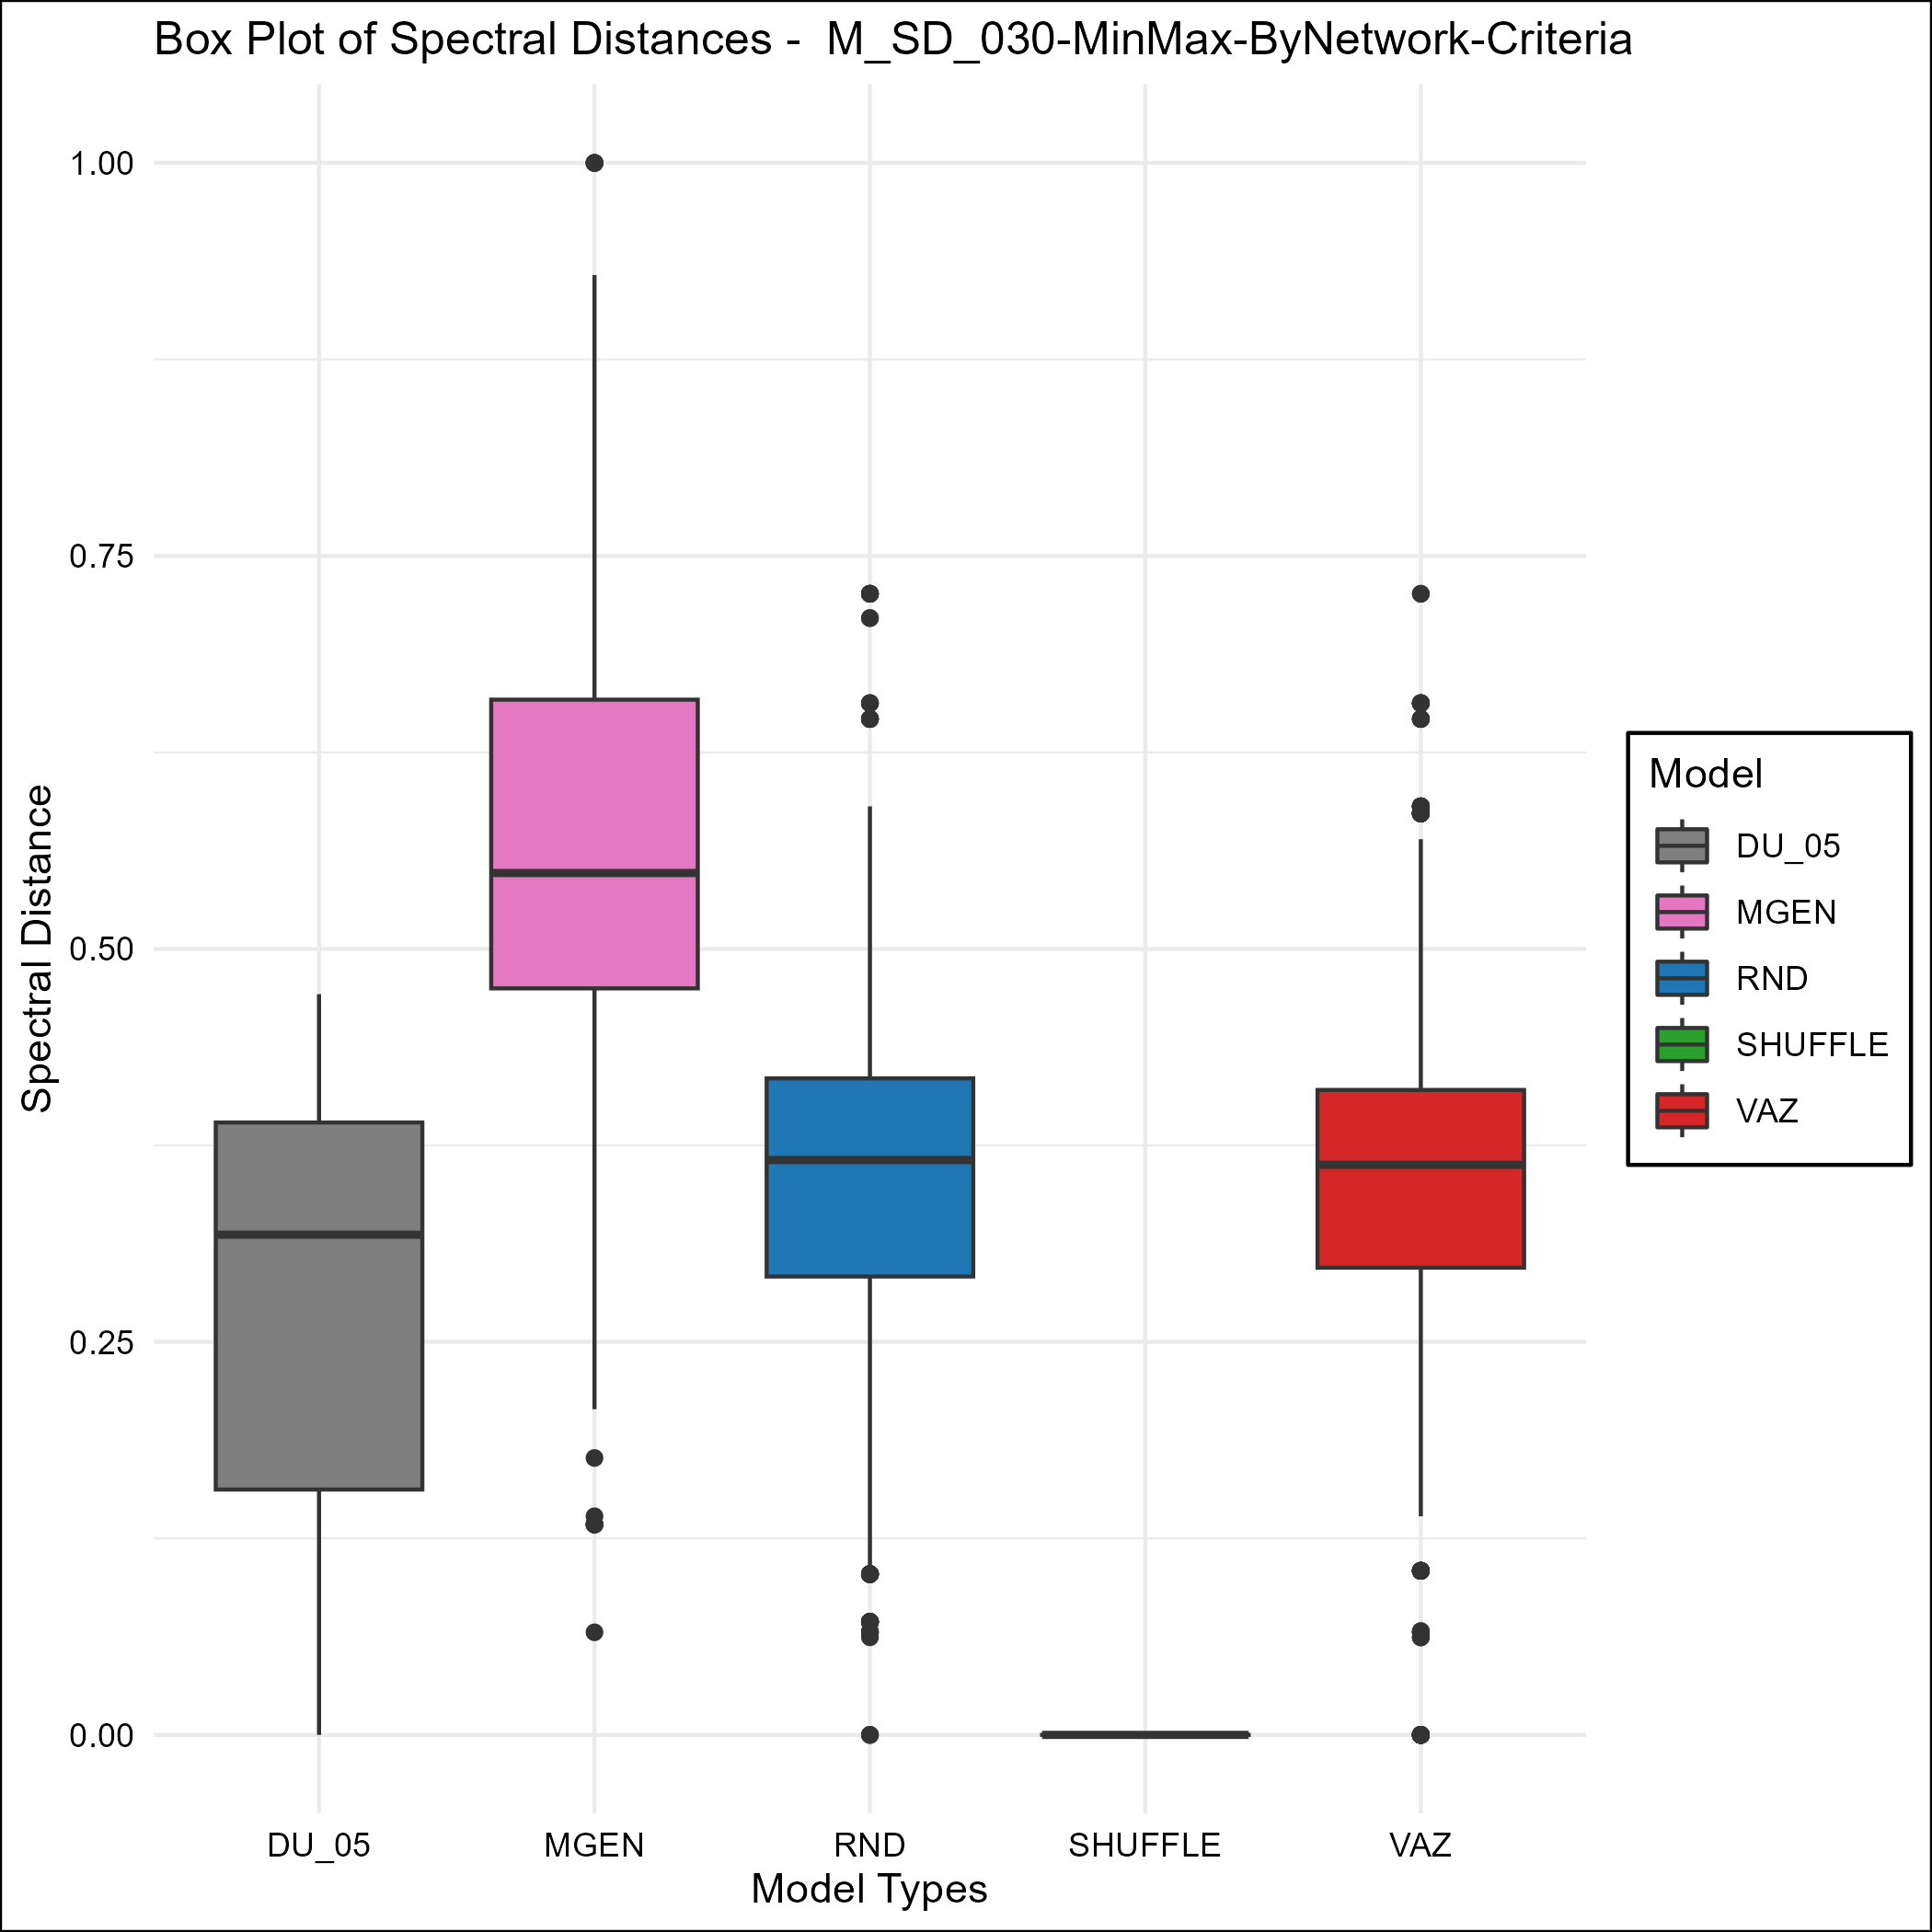 Box Plot of Spectral Distances -  M_SD_030-MinMax-ByNetwork-Criteria
1.00
0.75
0.50
0.25
0.00
Spectral Distance
DU_05 MGEN RND SHUFFLE VAZ
Model Types
Model
DU_05
MGEN
RND
SHUFFLE
VAZ